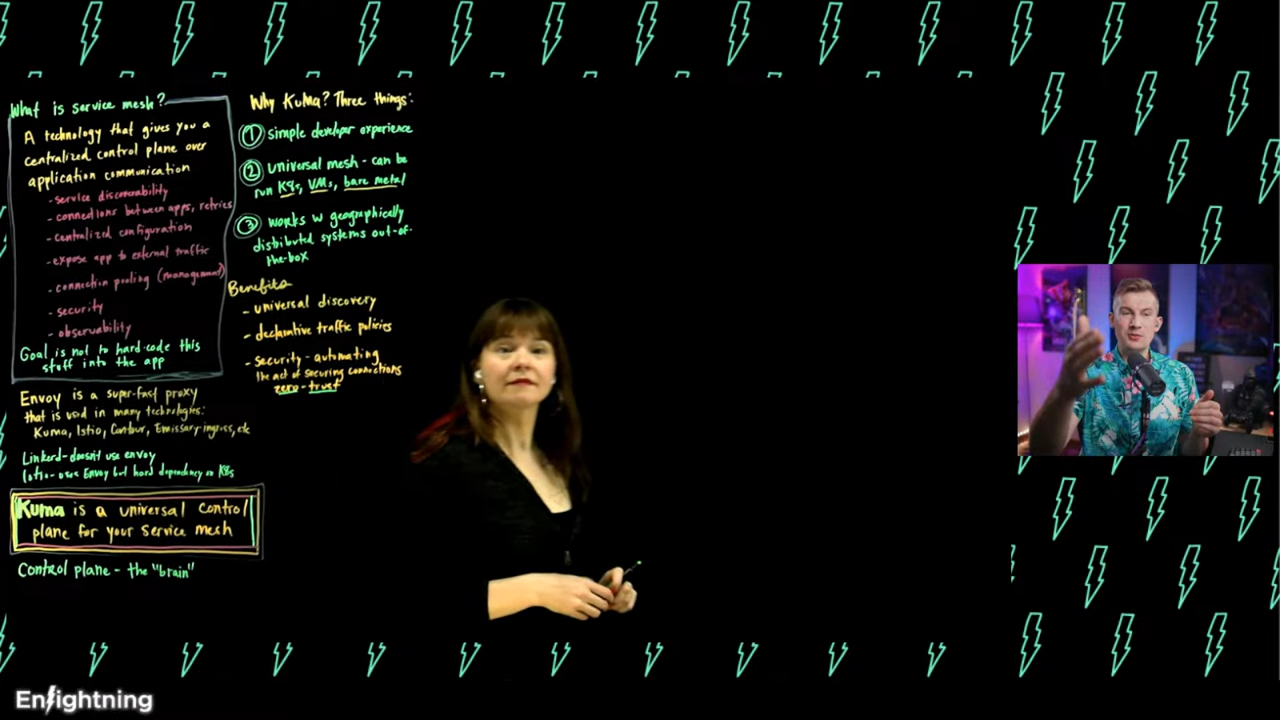 What is service mesh?
A technology that gives you a
centralized control plane over
application communication
- service discoverability
- connections between apps, retries
- centralized configuration
- expose app to external traffic
- connection pooling (management)
- security
- observability
Goal is not to hard-code this
stuff into the app
Envoy is a super-fast proxy
that is used in many technologies:
Kuma, Istio, Contour, Emissary-ingress, etc
Linkerd - doesn't use envoy
Istio - uses Envoy but hard dependency on K8s
Kuma is a universal control
plane for your service mesh
Control plane - the "brain"
Why Kuma? Three things:
1 simple developer experience
2 universal mesh - can be
run K8s, VMs, bare metal
3 works w geographically
distributed systems out-of-
the-box
Benefits
- universal discovery
- declarative traffic policies
- security - automating
the act of securing connections
zero-trust
Enlightning